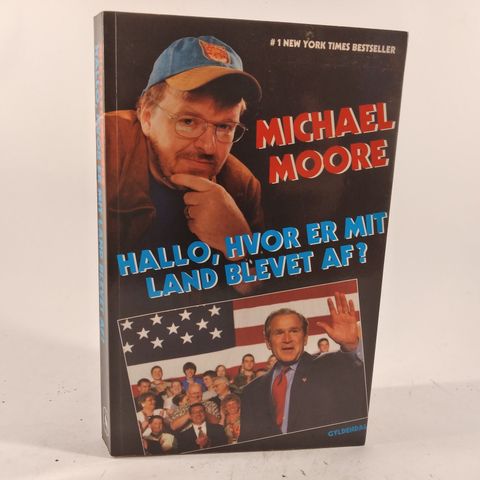 #1 NEW YORK TIMES BESTSELLER
MICHAEL
MOORE
HALLO, HVOR ER MIT
LAND BLEVET AF?
GYLDENDAL